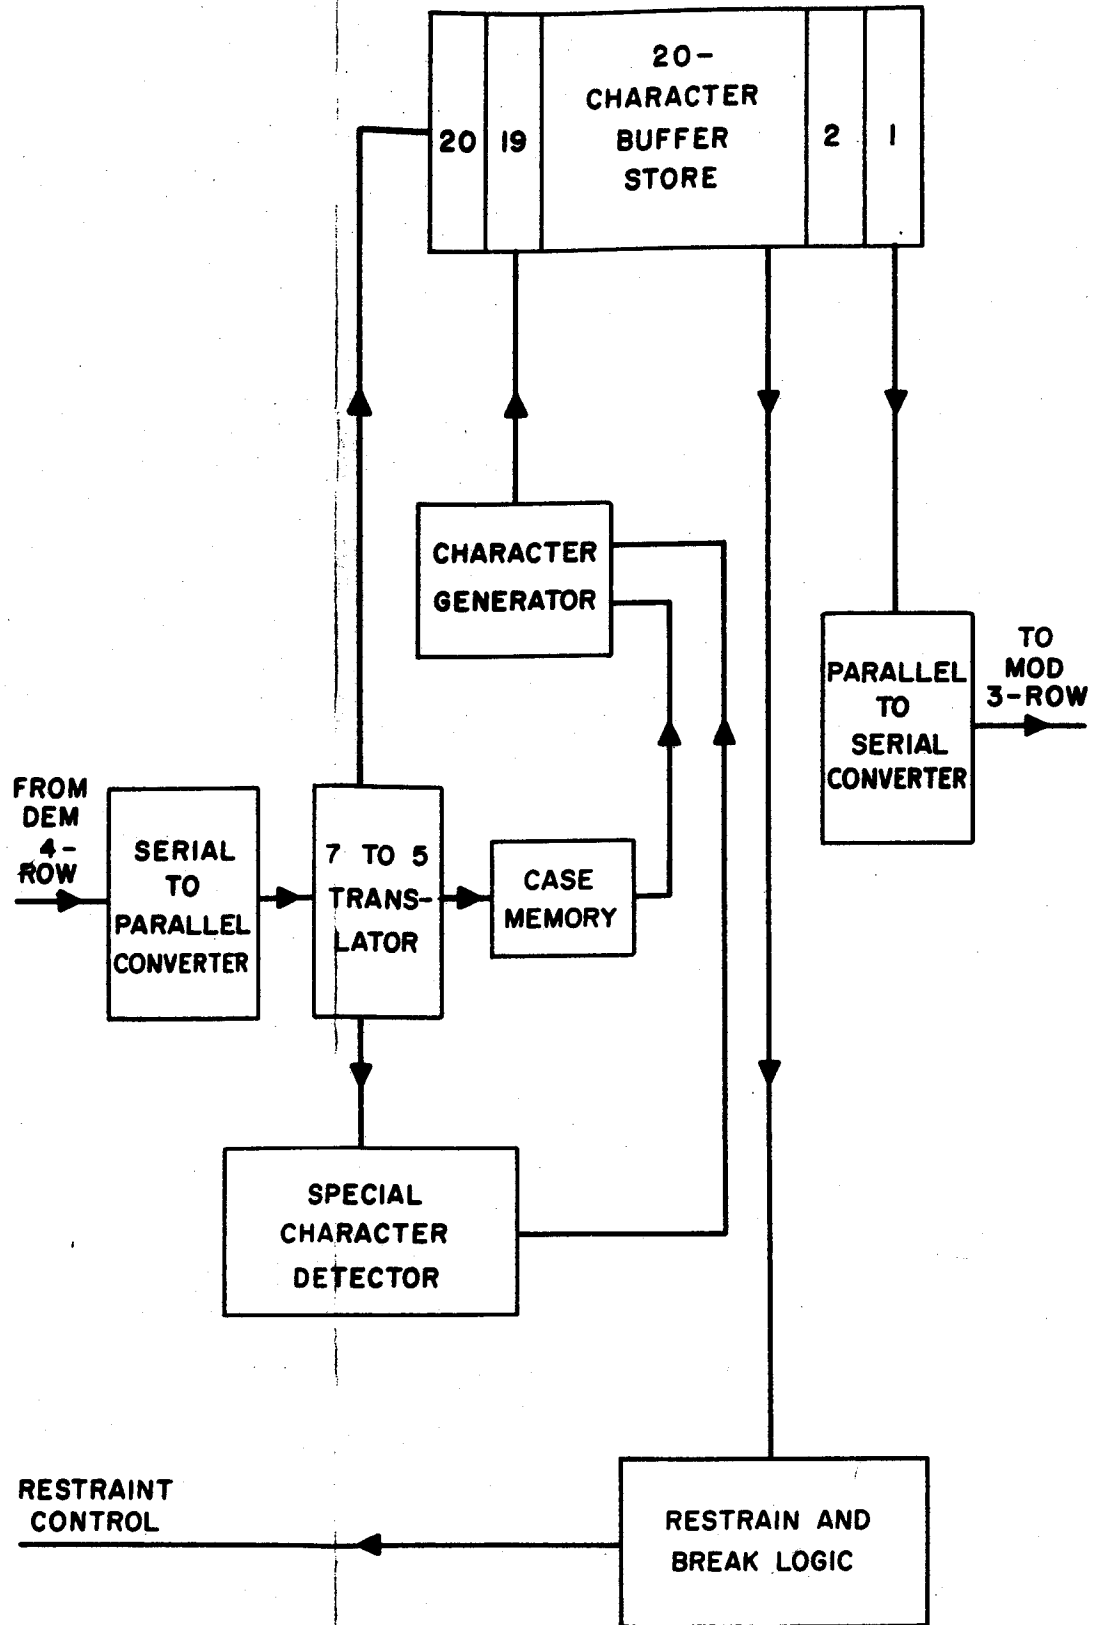 20-
CHARACTER
BUFFER
STORE
20
19
2
1
CHARACTER
GENERATOR
TO
MOD
3-ROW
PARALLEL
TO
SERIAL
CONVERTER
FROM
DEM
4-
ROW
SERIAL
TO
PARALLEL
CONVERTER
7 TO 5
TRANS-
LATOR
CASE
MEMORY
SPECIAL
CHARACTER
DETECTOR
RESTRAINT
CONTROL
RESTRAIN AND
BREAK LOGIC